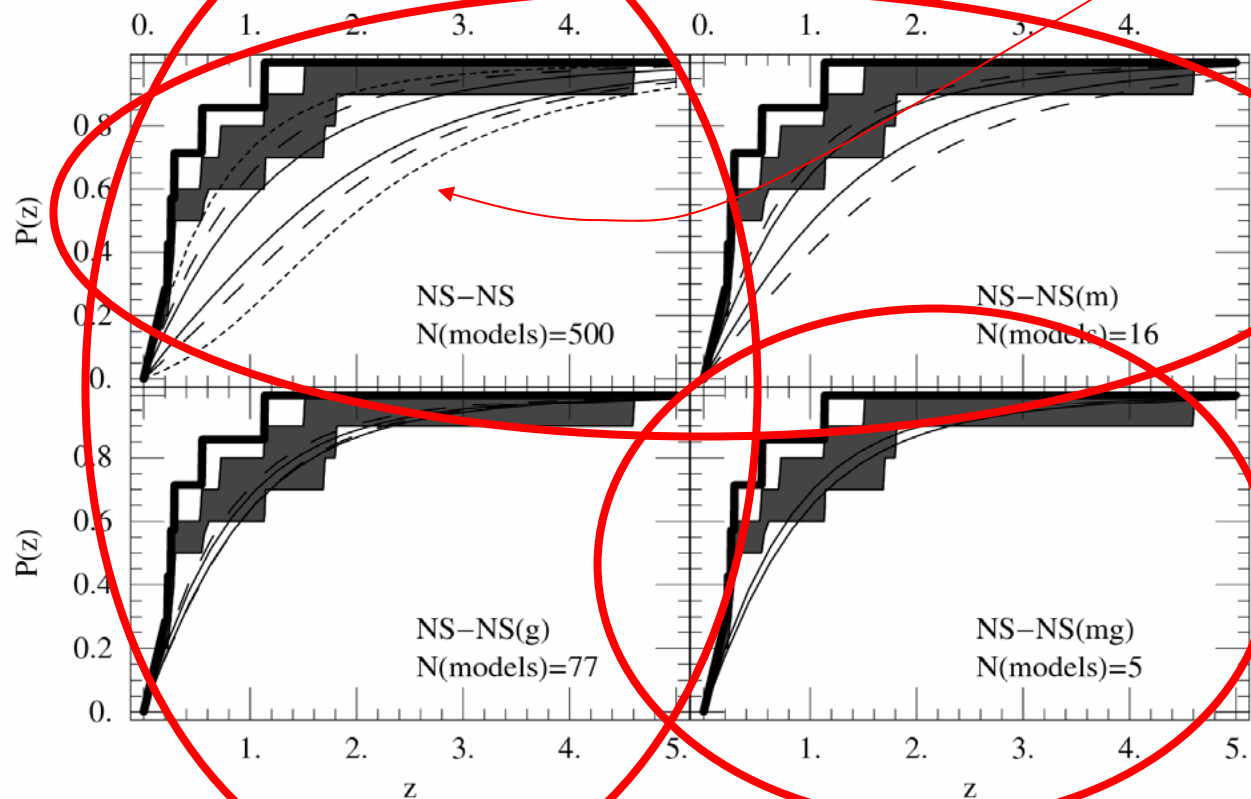 0. 1. 2. 3. 4. 0. 1. 2. 3. 4.
P(z)
0.8
0.6
0.4
0.2
0.
NS−NS
N(models)=500
NS−NS(m)
N(models)=16
P(z)
0.8
0.6
0.4
0.2
0.
NS−NS(g)
N(models)=77
NS−NS(mg)
N(models)=5
1. 2. 3. 4. 5. 1. 2. 3. 4. 5.
z z